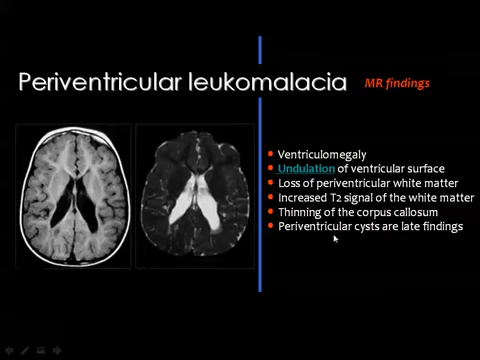 Periventricular leukomalacia MR findings
Ventriculomegaly
Undulation of ventricular surface
Loss of periventricular white matter
Increased T2 signal of the white matter
Thinning of the corpus callosum
Periventricular cysts are late findings